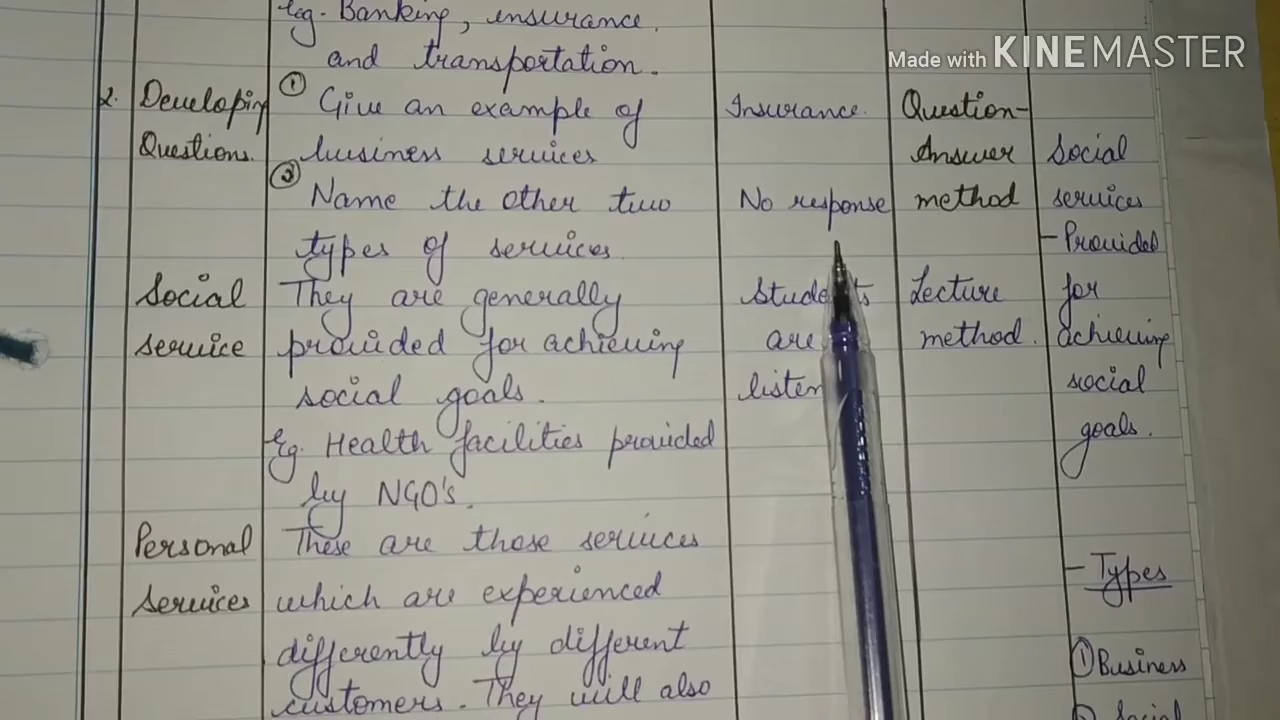 Eg. Banking, insurance.
and transportation.
Made with KINEMASTER
2. Developing Questions.
① Give an example of
business services
Insurance.
Question-
Answer
method
② Name the other two
types of services.
No response
Social
services
- Provided
for
achieving
social
goals.
Social
service
They are generally
provided for achieving
social goals.
Eg. Health facilities provided
by NGO's.
Students
are
listen
Lecture
method.
Personal
Services
These are those services
which are experienced
differently by different
customers. They will also
- Types
① Business
② Social